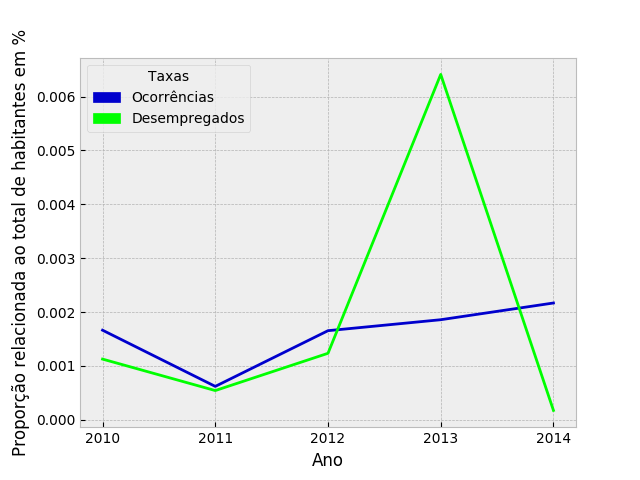 Proporção relacionada ao total de habitantes em %
Taxas
Ocorrências
Desempregados
0.006
0.005
0.004
0.003
0.002
0.001
0.000
2010 2011 2012 2013 2014
Ano